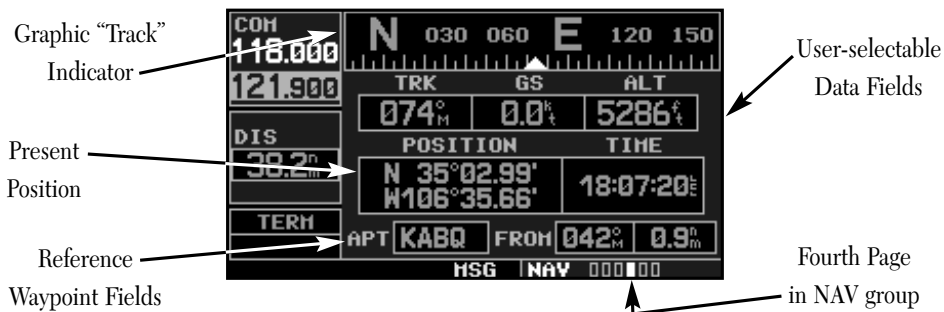 Graphic “Track”
Indicator
COM
118.000
121.900
N 030 060 E 120 150
User-selectable
Data Fields
TRK GS ALT
074°M 0.0kt 5286ft
DIS
38.2nm
POSITION TIME
N 35°02.99'
W106°35.66'
18:07:20
Present
Position
TERM
APT KABQ FROM 042°M 0.9nm
MSG NAV
Reference
Waypoint Fields
Fourth Page
in NAV group